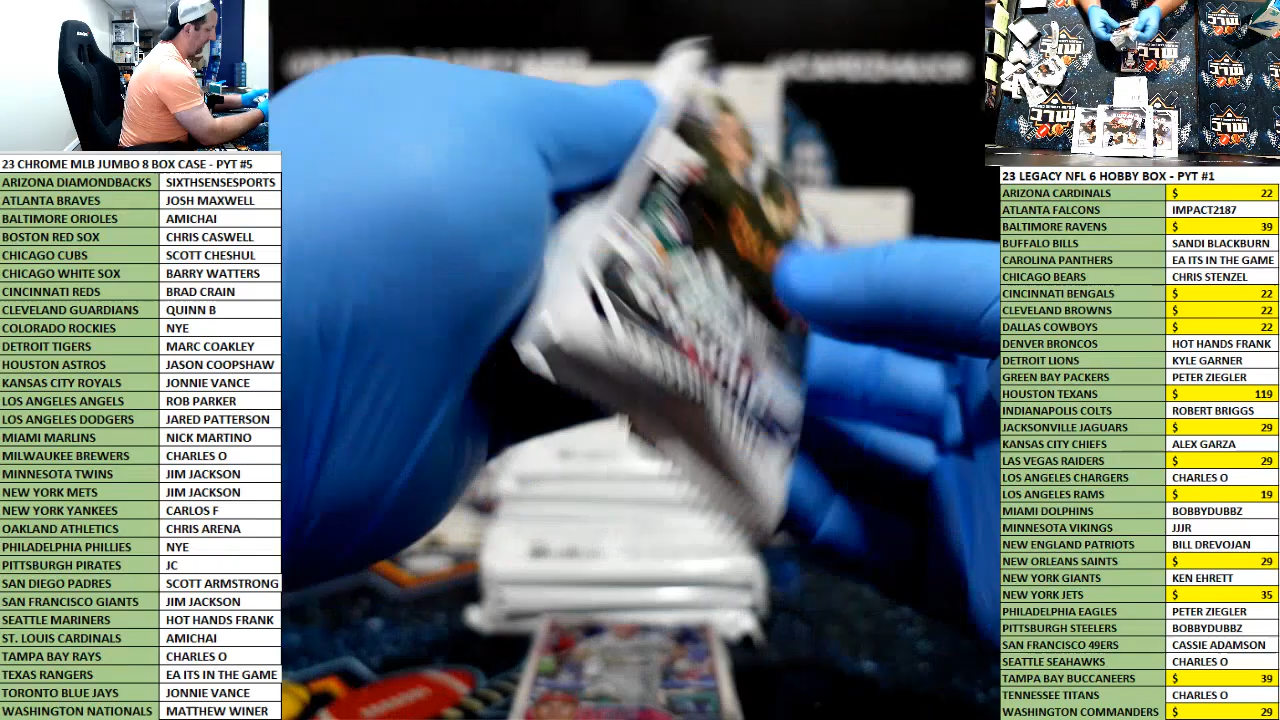 23 CHROME MLB JUMBO 8 BOX CASE - PYT #5
ARIZONA DIAMONDBACKS SIXTHSENSESPORTS
ATLANTA BRAVES JOSH MAXWELL
BALTIMORE ORIOLES AMICHAI
BOSTON RED SOX CHRIS CASWELL
CHICAGO CUBS SCOTT CHESHUL
CHICAGO WHITE SOX BARRY WATTERS
CINCINNATI REDS BRAD CRAIN
CLEVELAND GUARDIANS QUINN B
COLORADO ROCKIES NYE
DETROIT TIGERS MARC COAKLEY
HOUSTON ASTROS JASON COOPSHAW
KANSAS CITY ROYALS JONNIE VANCE
LOS ANGELES ANGELS ROB PARKER
LOS ANGELES DODGERS JARED PATTERSON
MIAMI MARLINS NICK MARTINO
MILWAUKEE BREWERS CHARLES O
MINNESOTA TWINS JIM JACKSON
NEW YORK METS JIM JACKSON
NEW YORK YANKEES CARLOS F
OAKLAND ATHLETICS CHRIS ARENA
PHILADELPHIA PHILLIES NYE
PITTSBURGH PIRATES JC
SAN DIEGO PADRES SCOTT ARMSTRONG
SAN FRANCISCO GIANTS JIM JACKSON
SEATTLE MARINERS HOT HANDS FRANK
ST. LOUIS CARDINALS AMICHAI
TAMPA BAY RAYS CHARLES O
TEXAS RANGERS EA ITS IN THE GAME
TORONTO BLUE JAYS JONNIE VANCE
WASHINGTON NATIONALS MATTHEW WINER
23 LEGACY NFL 6 HOBBY BOX - PYT #1
ARIZONA CARDINALS $ 22
ATLANTA FALCONS IMPACT2187
BALTIMORE RAVENS $ 39
BUFFALO BILLS SANDI BLACKBURN
CAROLINA PANTHERS EA ITS IN THE GAME
CHICAGO BEARS CHRIS STENZEL
CINCINNATI BENGALS $ 22
CLEVELAND BROWNS $ 22
DALLAS COWBOYS $ 22
DENVER BRONCOS HOT HANDS FRANK
DETROIT LIONS KYLE GARNER
GREEN BAY PACKERS PETER ZIEGLER
HOUSTON TEXANS $ 119
INDIANAPOLIS COLTS ROBERT BRIGGS
JACKSONVILLE JAGUARS $ 29
KANSAS CITY CHIEFS ALEX GARZA
LAS VEGAS RAIDERS $ 29
LOS ANGELES CHARGERS CHARLES O
LOS ANGELES RAMS $ 19
MIAMI DOLPHINS BOBBYDUBBZ
MINNESOTA VIKINGS JJJR
NEW ENGLAND PATRIOTS BILL DREVOJAN
NEW ORLEANS SAINTS $ 29
NEW YORK GIANTS KEN EHRETT
NEW YORK JETS $ 35
PHILADELPHIA EAGLES PETER ZIEGLER
PITTSBURGH STEELERS BOBBYDUBBZ
SAN FRANCISCO 49ERS CASSIE ADAMSON
SEATTLE SEAHAWKS CHARLES O
TAMPA BAY BUCCANEERS $ 39
TENNESSEE TITANS CHARLES O
WASHINGTON COMMANDERS $ 29